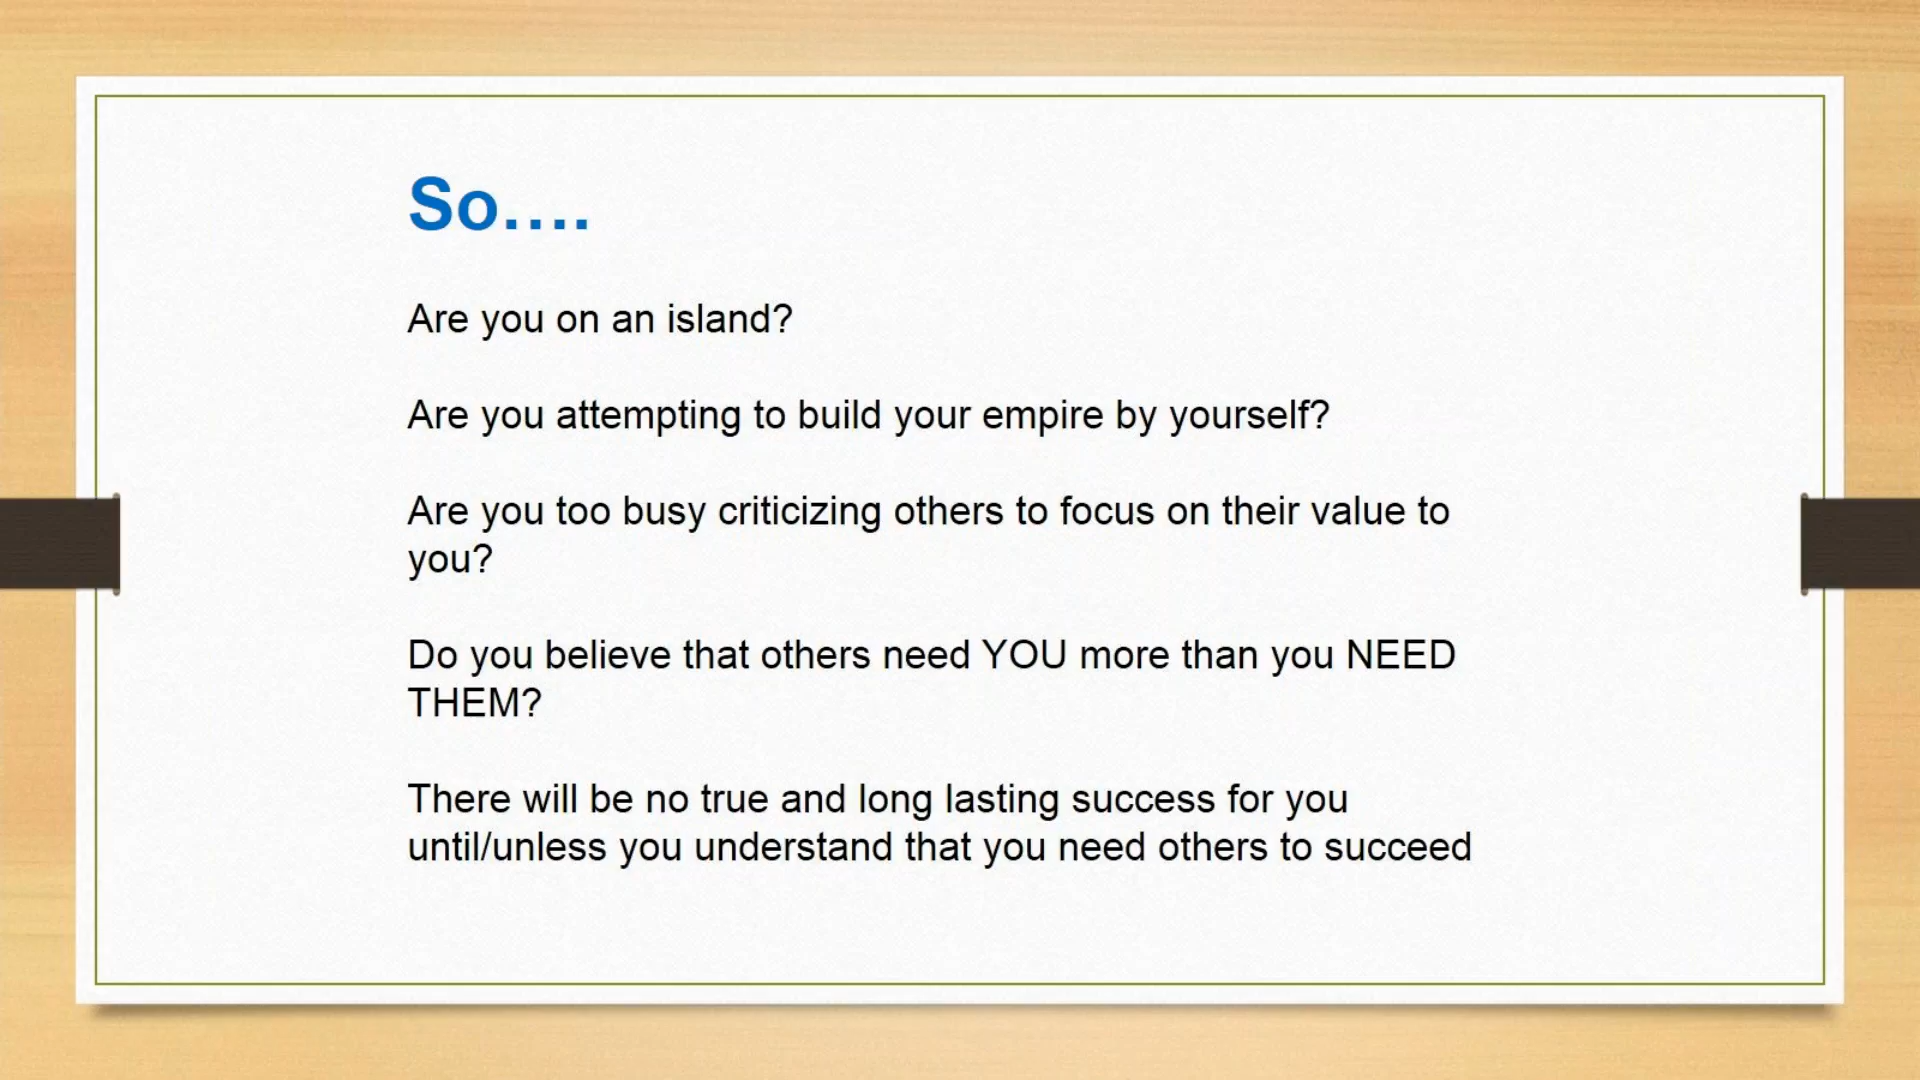 So....
Are you on an island?
Are you attempting to build your empire by yourself?
Are you too busy criticizing others to focus on their value to
you?
Do you believe that others need YOU more than you NEED
THEM?
There will be no true and long lasting success for you
until/unless you understand that you need others to succeed